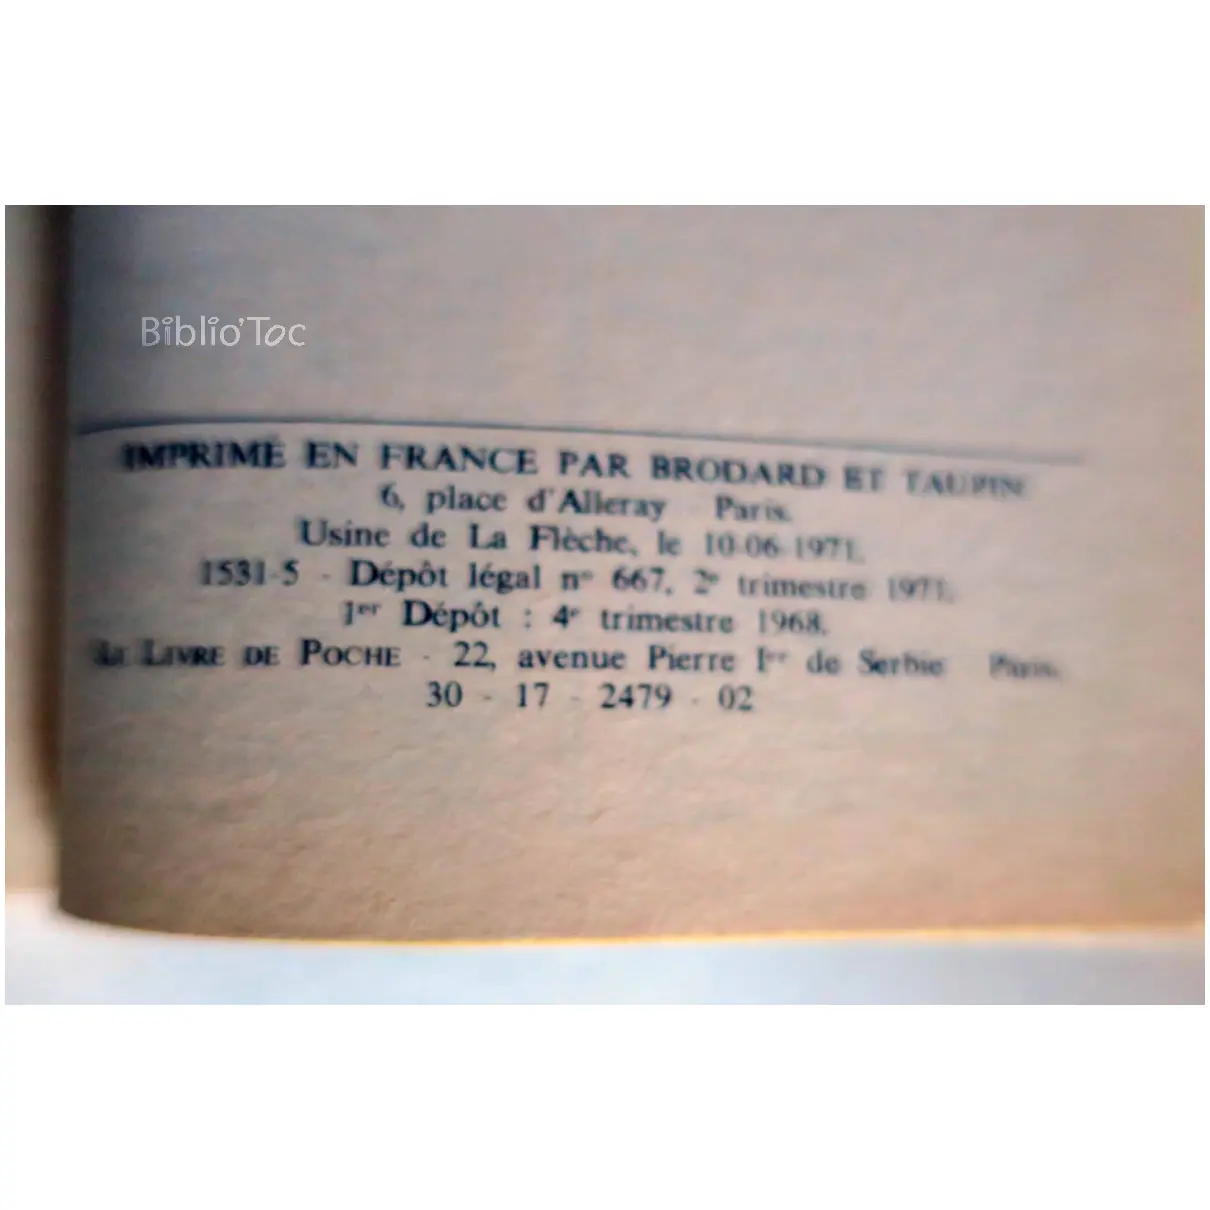 Biblio'Toc
IMPRIMÉ EN FRANCE PAR BRODARD ET TAUPIN
6, place d'Alleray - Paris.
Usine de La Flèche, le 10-06-1971.
1531-5 - Dépôt légal n° 667, 2e trimestre 1971.
1er Dépôt : 4e trimestre 1968.
LE LIVRE DE POCHE - 22, avenue Pierre Ier de Serbie - Paris.
30 - 17 - 2479 - 02